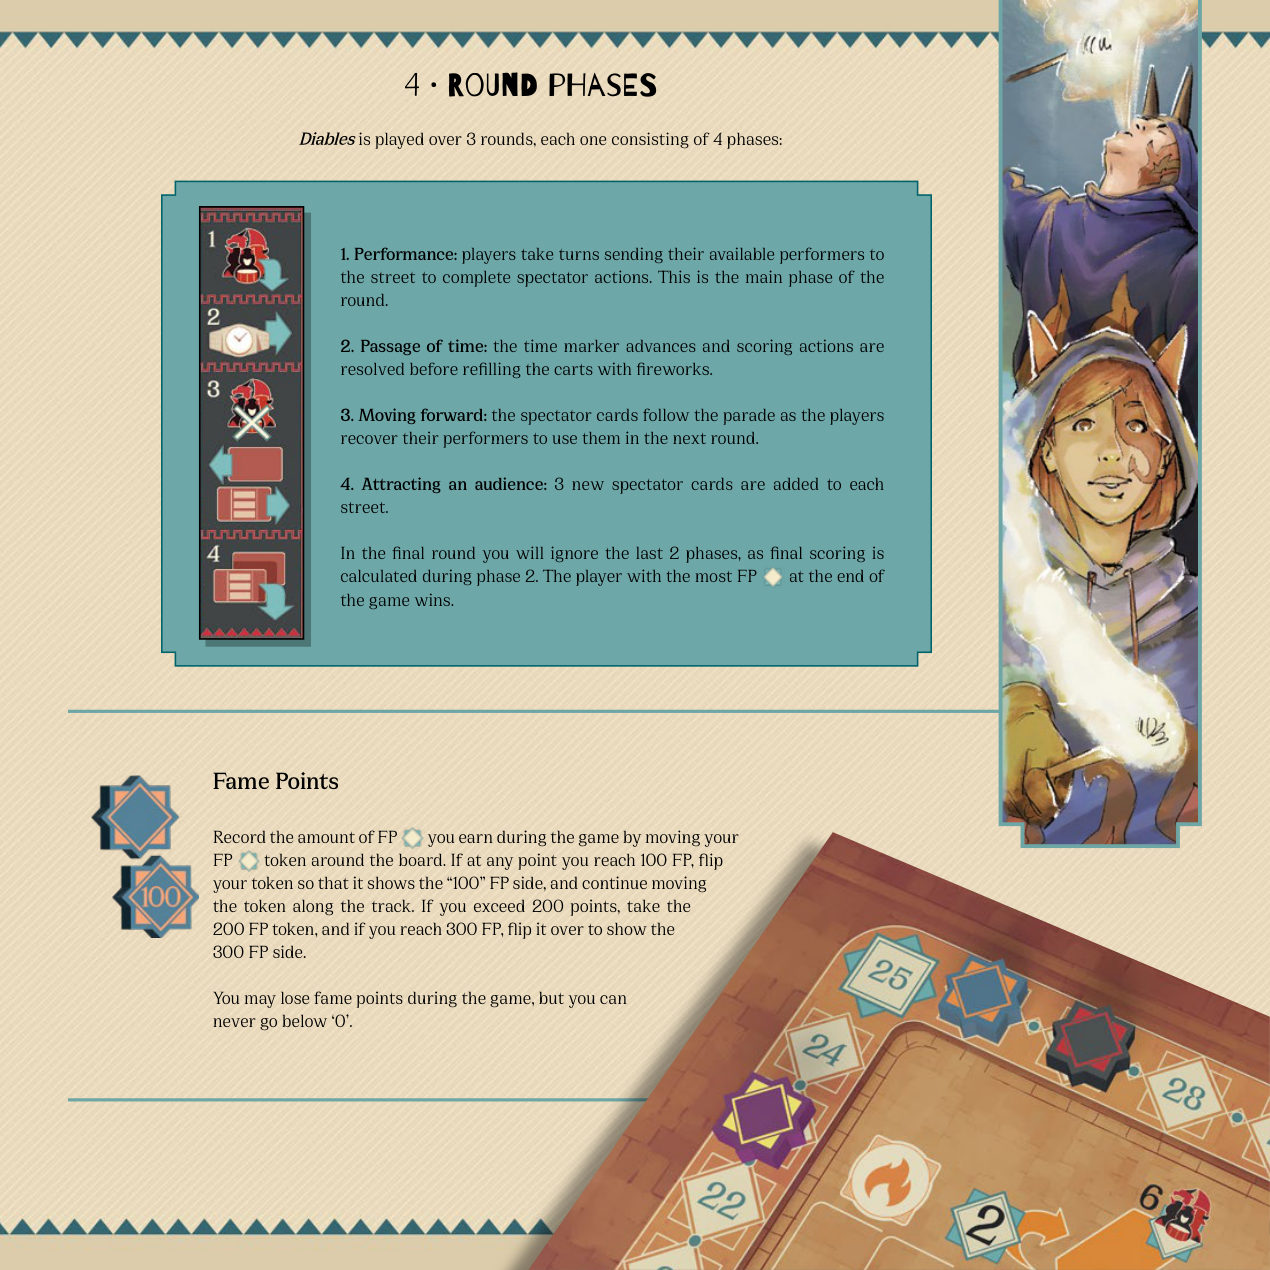 4 · ROUND PHASES
Diables is played over 3 rounds, each one consisting of 4 phases:
1
2
3
4
1. Performance: players take turns sending their available performers to
the street to complete spectator actions. This is the main phase of the
round.
2. Passage of time: the time marker advances and scoring actions are
resolved before refilling the carts with fireworks.
3. Moving forward: the spectator cards follow the parade as the players
recover their performers to use them in the next round.
4. Attracting an audience: 3 new spectator cards are added to each
street.
In the final round you will ignore the last 2 phases, as final scoring is
calculated during phase 2. The player with the most FP at the end of
the game wins.
Fame Points
100
Record the amount of FP you earn during the game by moving your
FP token around the board. If at any point you reach 100 FP, flip
your token so that it shows the “100” FP side, and continue moving
the token along the track. If you exceed 200 points, take the
200 FP token, and if you reach 300 FP, flip it over to show the
300 FP side.
You may lose fame points during the game, but you can
never go below ‘0’.
25
24
28
22
2
6